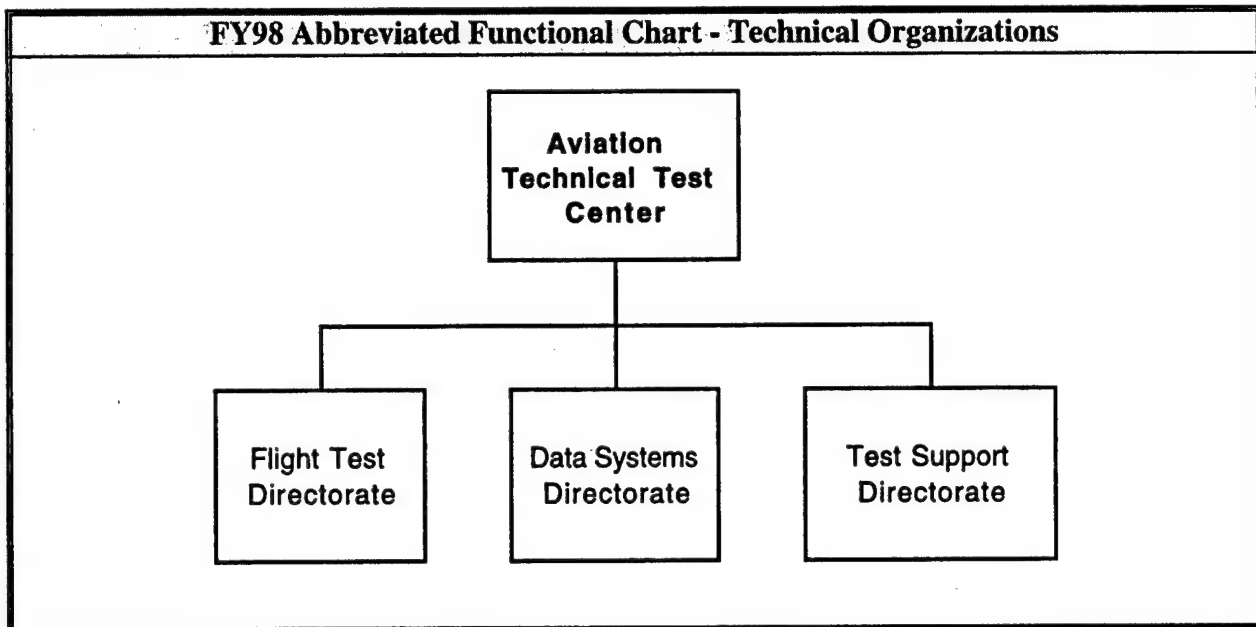 FY98 Abbreviated Functional Chart - Technical Organizations
Aviation
Technical Test
Center
Flight Test
Directorate
Data Systems
Directorate
Test Support
Directorate